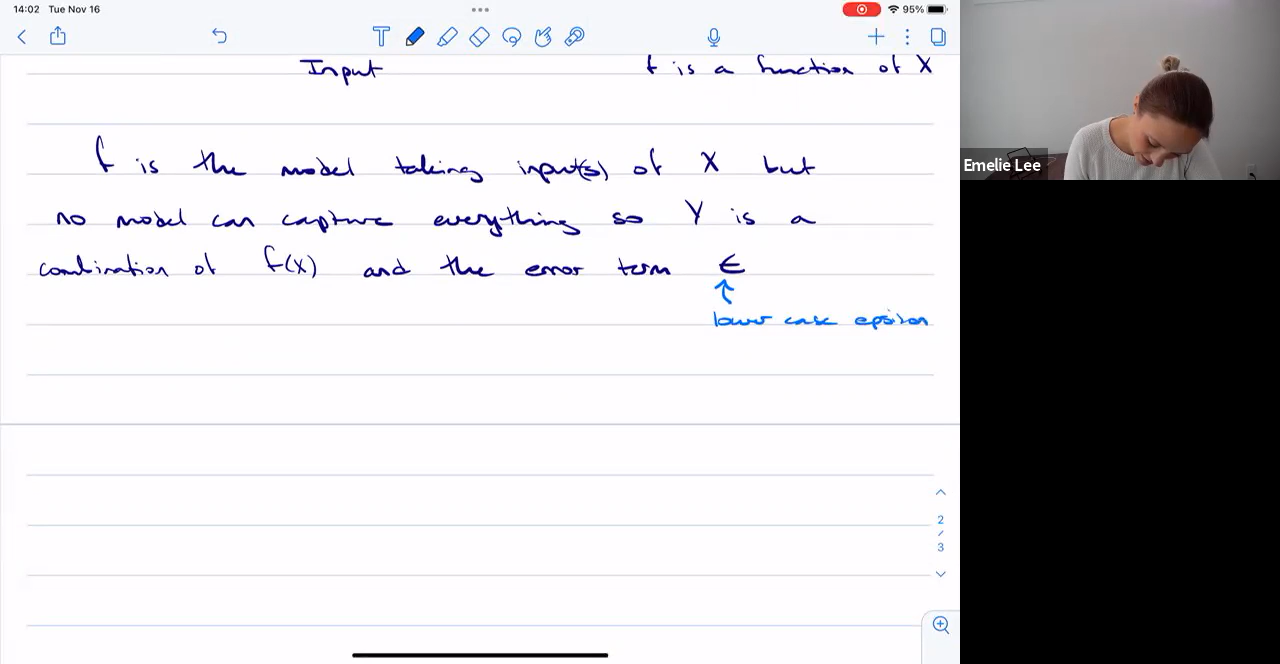 14:02 Tue Nov 16
95%
Input
f is a function of X
f is the model taking input(s) of X but
no model can capture everything so Y is a
combination of f(x) and the error term ϵ
lower case epsilon
2
/
3
Emelie Lee